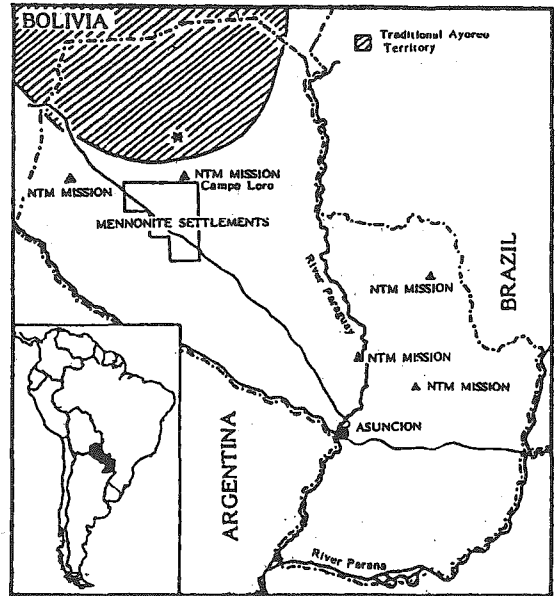 BOLIVIA
Traditional Ayoreo
Territory
NTM MISSION
NTM MISSION
Campo Loro
MENNONITE SETTLEMENTS
River Paraguay
NTM MISSION
BRAZIL
NTM MISSION
NTM MISSION
ASUNCION
ARGENTINA
River Parana